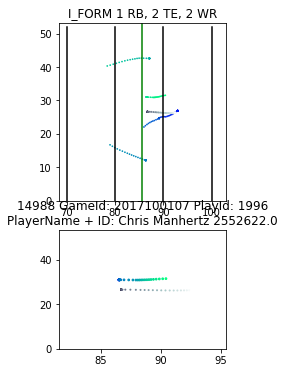 I_FORM 1 RB, 2 TE, 2 WR
50
40
30
20
10
0
70 80 90 100
14988 GameId: 2017100107 PlayId: 1996
PlayerName + ID: Chris Manhertz 2552622.0
40
20
0
85 90 95